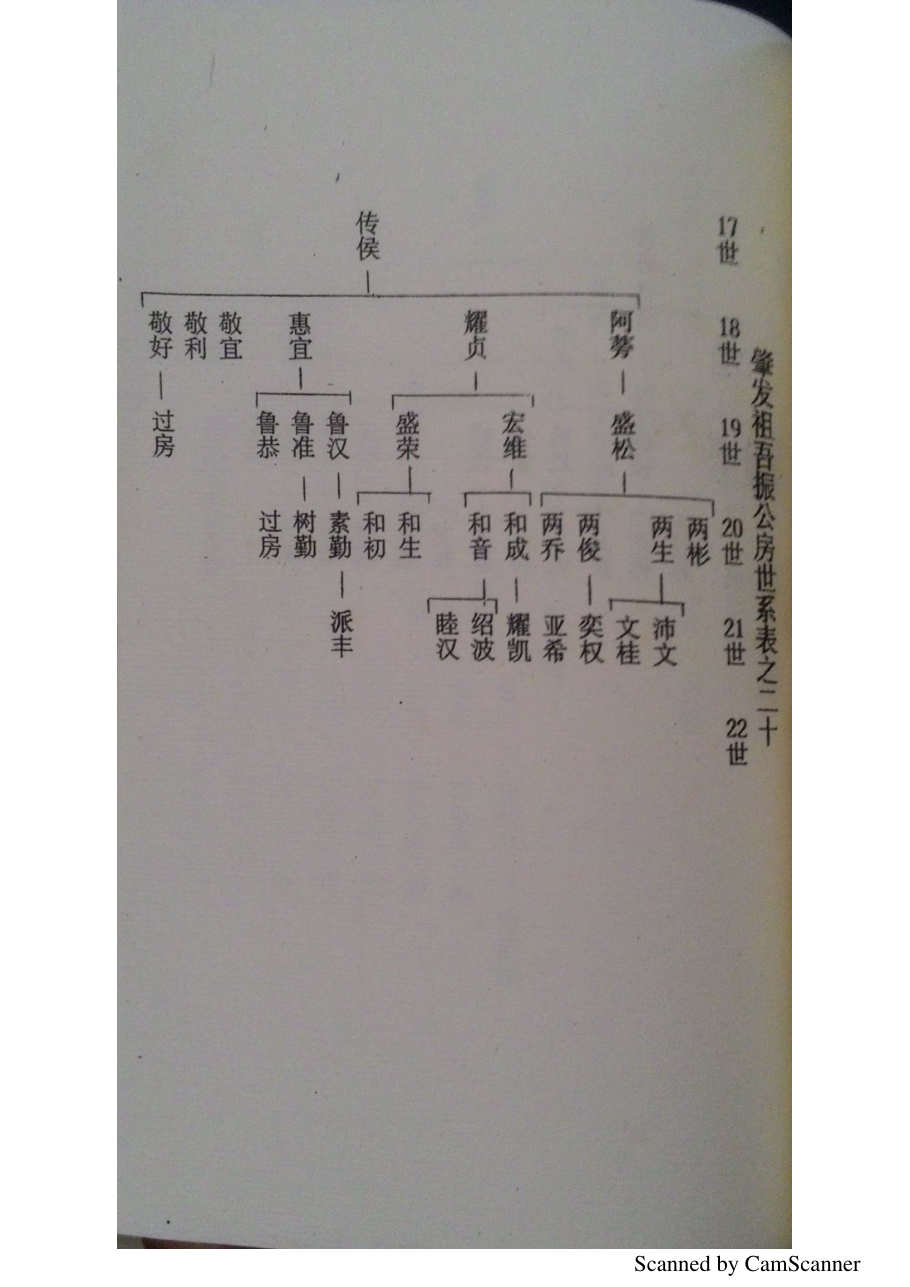 肇发祖吾振公房世系表之二十
17世
18世
19世
20世
21世
22世
传侯
阿蒡
耀贞
惠宜
敬宜
敬利
敬好
盛松
宏维
盛荣
鲁汉
鲁准
鲁恭
过房
两彬
两生
两俊
两乔
和成
和音
和生
和初
素勤
树勤
过房
沛文
文桂
奕权
亚希
耀凯
绍波
睦汉
派丰
Scanned by CamScanner